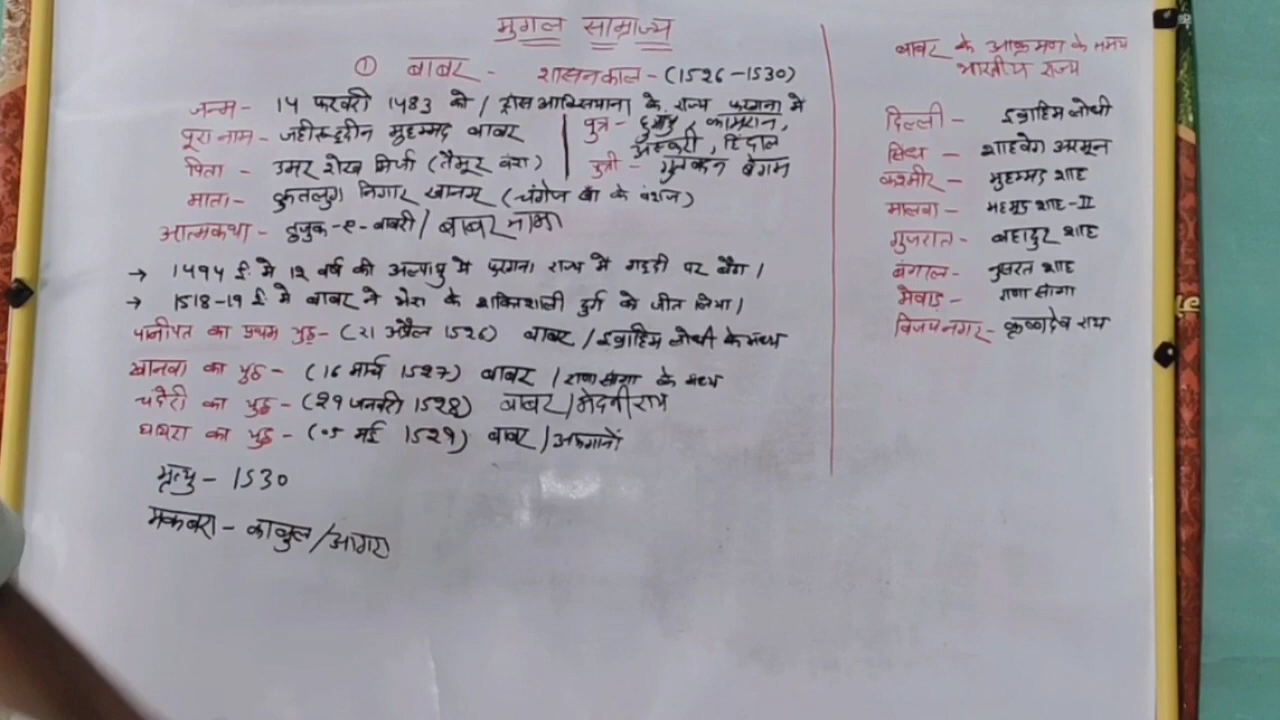 मुगल साम्राज्य
① बाबर - शासनकाल - (1526-1530)
जन्म - 14 फरवरी 1483 को / ट्रांस आक्सियाना के राज्य फरगना में
पूरा नाम - जहीरूद्दीन मुहम्मद बाबर
पिता - उमर शेख मिर्जा (तैमूर वंश)
माता - कुतलुग निगार खानम (चंगेज खां के वंशज)
पुत्र - हुमायु, कामरान,
अस्करी, हिंदाल
पुत्री - गुलबदन बेगम
आत्मकथा - तुजुक-ए-बाबरी / बाबर नामा
→ 1494 ई. में 12 वर्ष की अल्पायु में फरगना राज्य में गद्दी पर बैठा।
→ 1518-19 ई. में बाबर ने भेरा के शक्तिशाली दुर्ग को जीत लिया।
पानीपत का प्रथम युद्ध - (21 अप्रैल 1526) बाबर / इब्राहिम लोधी के मध्य
खानवा का युद्ध - (16 मार्च 1527) बाबर / राणा सांगा के मध्य
चंदेरी का युद्ध - (29 जनवरी 1528) बाबर / मेदनीराय
घाघरा का युद्ध - (05 मई 1529) बाबर / अफगानों
मृत्यु - 1530
मकबरा - काबुल / आगरा
बाबर के आक्रमण के समय
भारतीय राज्य
दिल्ली - इब्राहिम लोधी
सिंध - शाहबेग अरगून
कश्मीर - मुहम्मद शाह
मालवा - महमूद शाह-II
गुजरात - बहादुर शाह
बंगाल - नुसरत शाह
मेवाड़ - राणा सांगा
विजयनगर - कृष्णदेव राय